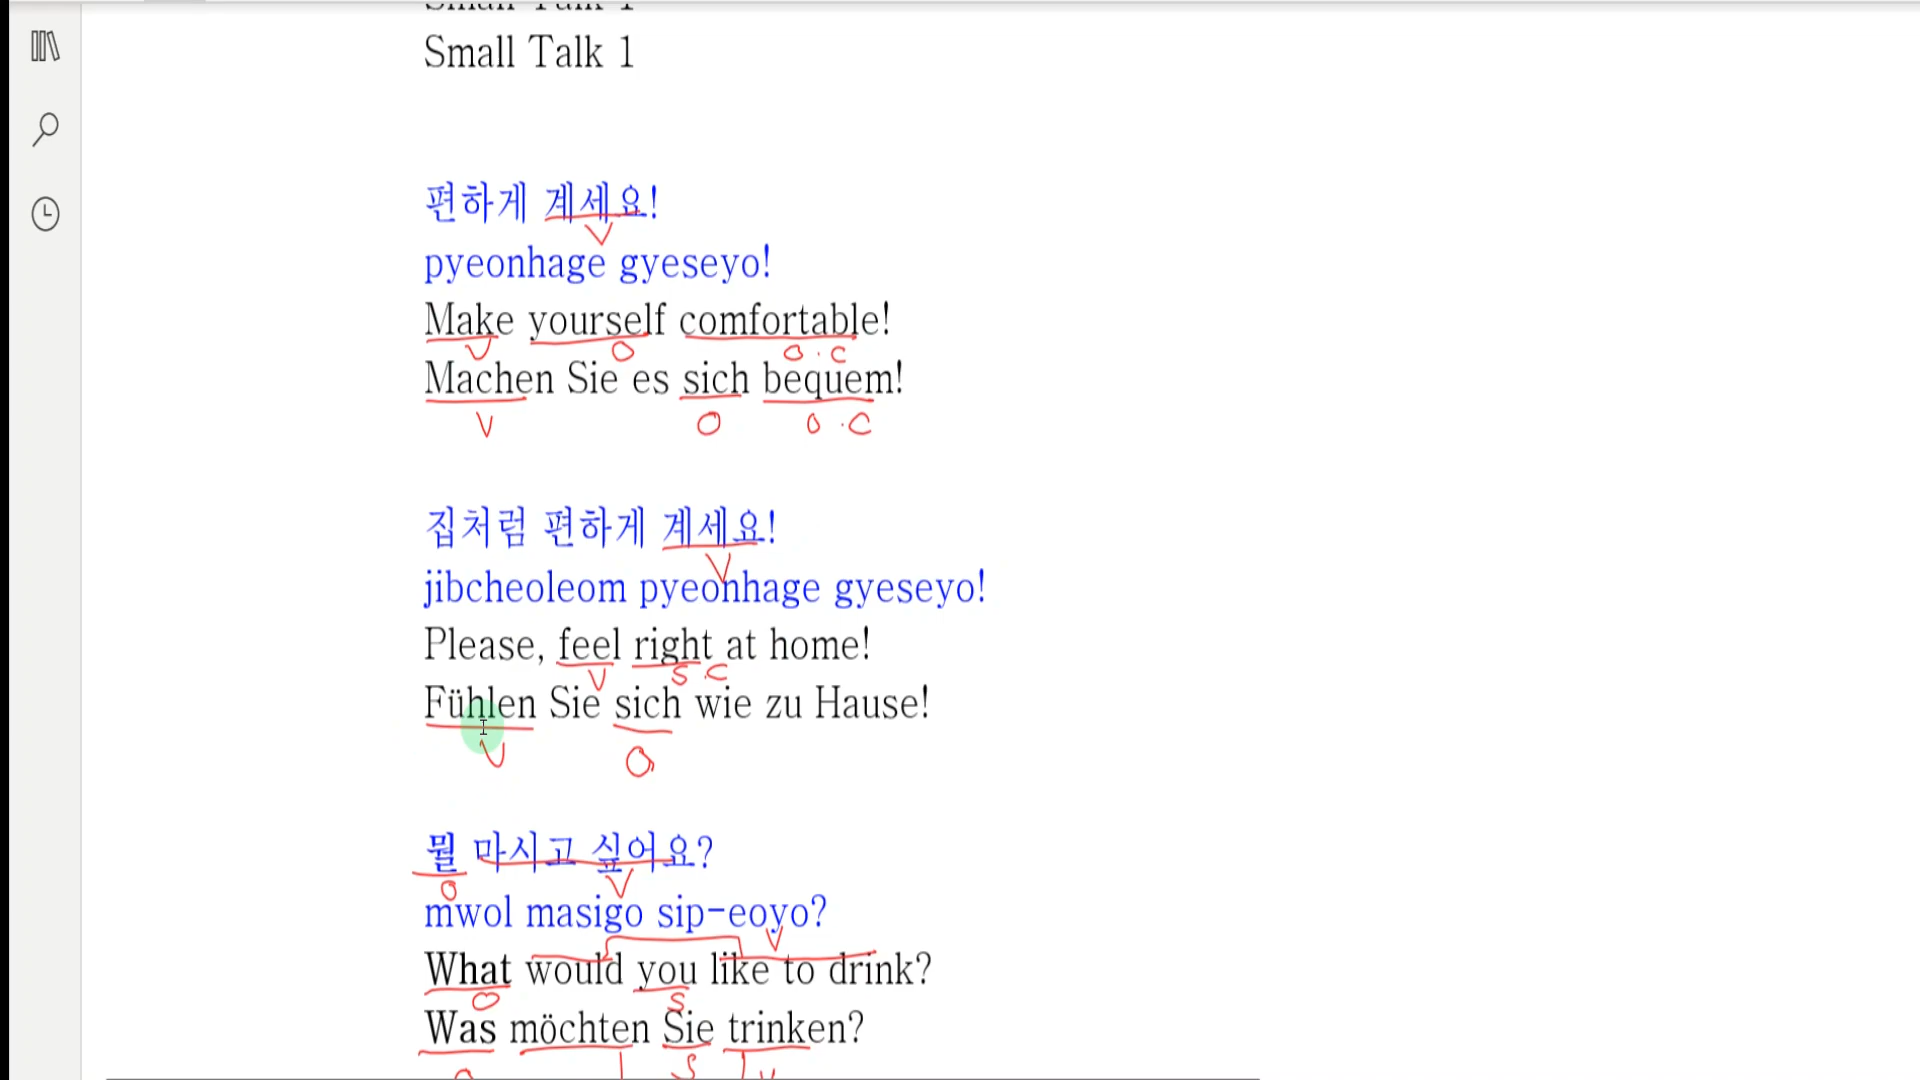 Small Talk 1
Small Talk 1
편하게 계세요!
V
pyeonhage gyeseyo!
Make yourself comfortable!
V O O.C
Machen Sie es sich bequem!
V O O.C
집처럼 편하게 계세요!
V
jibcheoleom pyeonhage gyeseyo!
Please, feel right at home!
V S.C
Fühlen Sie sich wie zu Hause!
V O
뭘 마시고 싶어요?
O V
mwol masigo sip-eoyo?
V
What would you like to drink?
O S
Was möchten Sie trinken?
S V